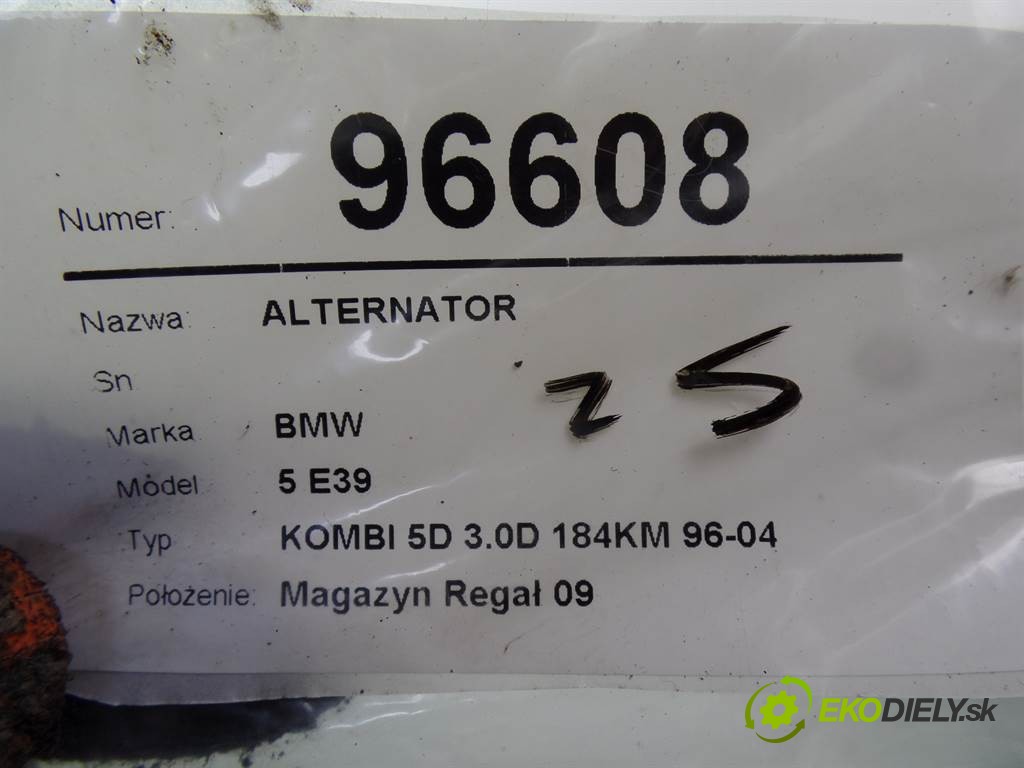 Numer: 96608
Nazwa: ALTERNATOR
Sn
Marka BMW
Model 5 E39
Typ KOMBI 5D 3.0D 184KM 96-04
Położenie: Magazyn Regał 09
25
EKODIELY.sk